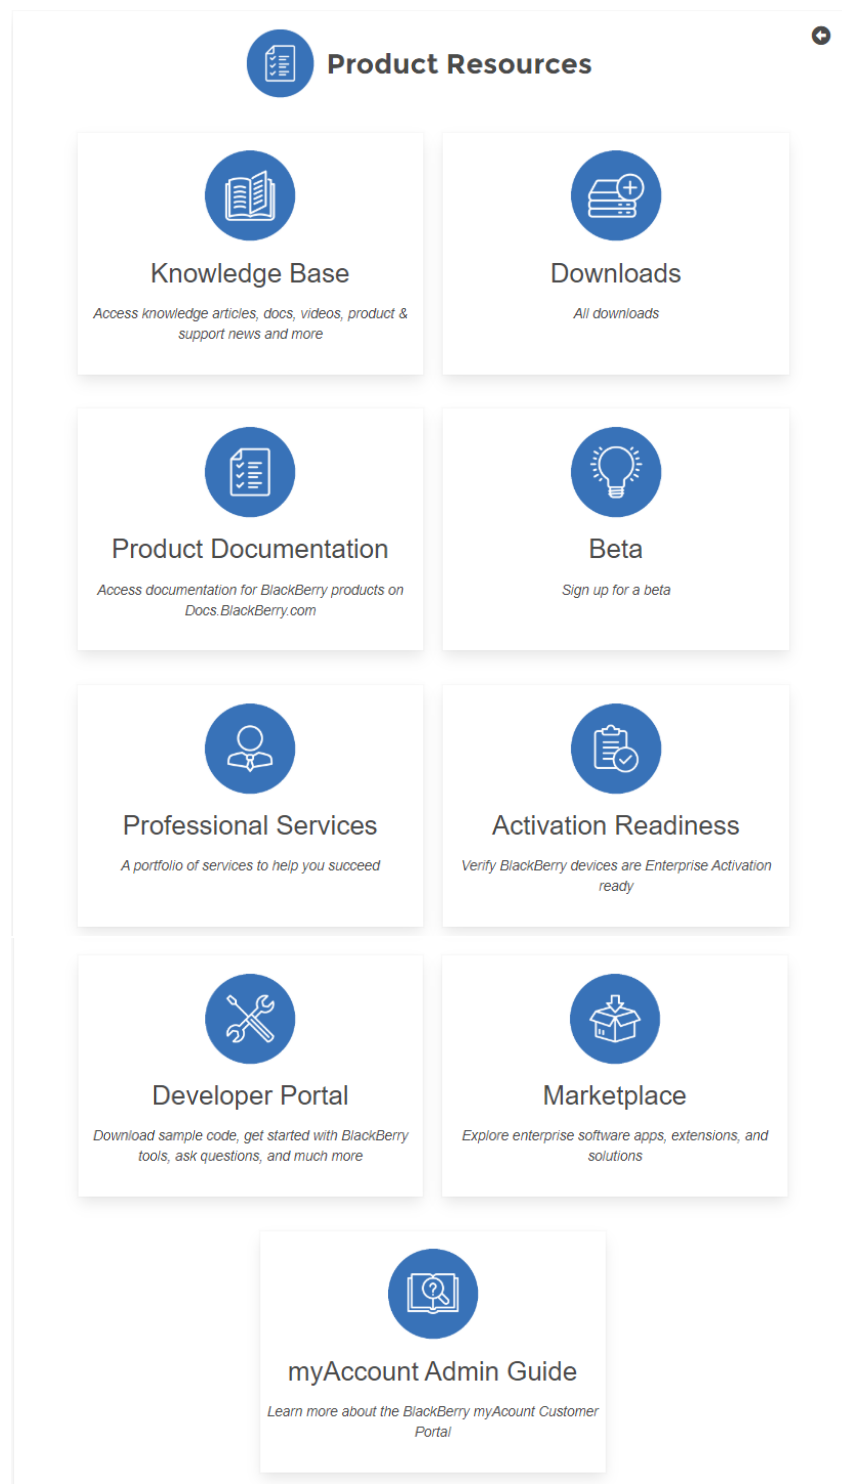 Product Resources
Knowledge Base
Access knowledge articles, docs, videos, product &
support news and more
Downloads
All downloads
Product Documentation
Access documentation for BlackBerry products on
Docs.BlackBerry.com
Beta
Sign up for a beta
Professional Services
A portfolio of services to help you succeed
Activation Readiness
Verify BlackBerry devices are Enterprise Activation
ready
Developer Portal
Download sample code, get started with BlackBerry
tools, ask questions, and much more
Marketplace
Explore enterprise software apps, extensions, and
solutions
myAccount Admin Guide
Learn more about the BlackBerry myAcount Customer
Portal